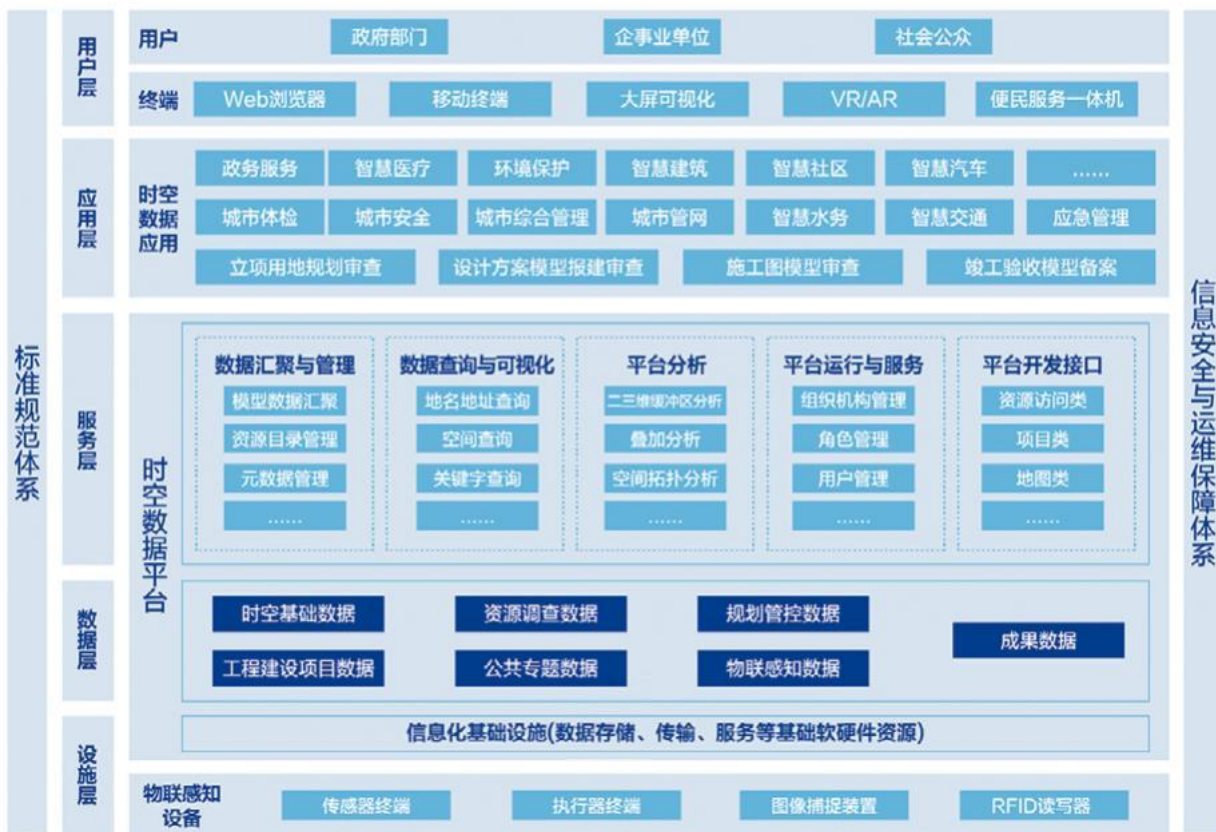 标准规范体系
用户层
用户
政府部门
企事业单位
社会公众
终端
Web浏览器
移动终端
大屏可视化
VR/AR
便民服务一体机
应用层
时空
数据
应用
政务服务
智慧医疗
环境保护
智慧建筑
智慧社区
智慧汽车
......
城市体检
城市安全
城市综合管理
城市管网
智慧水务
智慧交通
应急管理
立项用地规划审查
设计方案模型报建审查
施工图模型审查
竣工验收模型备案
服务层
时空数据平台
数据汇聚与管理
模型数据汇聚
资源目录管理
元数据管理
......
数据查询与可视化
地名地址查询
空间查询
关键字查询
......
平台分析
二三维缓冲区分析
叠加分析
空间拓扑分析
......
平台运行与服务
组织机构管理
角色管理
用户管理
......
平台开发接口
资源访问类
项目类
地图类
......
数据层
时空基础数据
资源调查数据
规划管控数据
工程建设项目数据
公共专题数据
物联感知数据
成果数据
设施层
信息化基础设施(数据存储、传输、服务等基础软硬件资源)
物联感知
设备
传感器终端
执行器终端
图像捕捉装置
RFID读写器
信息安全与运维保障体系